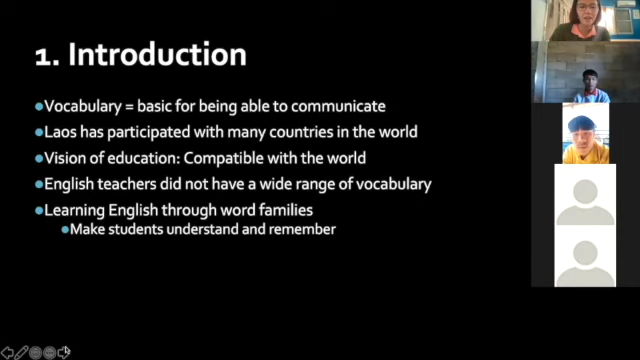 1. Introduction
●Vocabulary = basic for being able to communicate
●Laos has participated with many countries in the world
●Vision of education: Compatible with the world
●English teachers did not have a wide range of vocabulary
●Learning English through word families
●Make students understand and remember